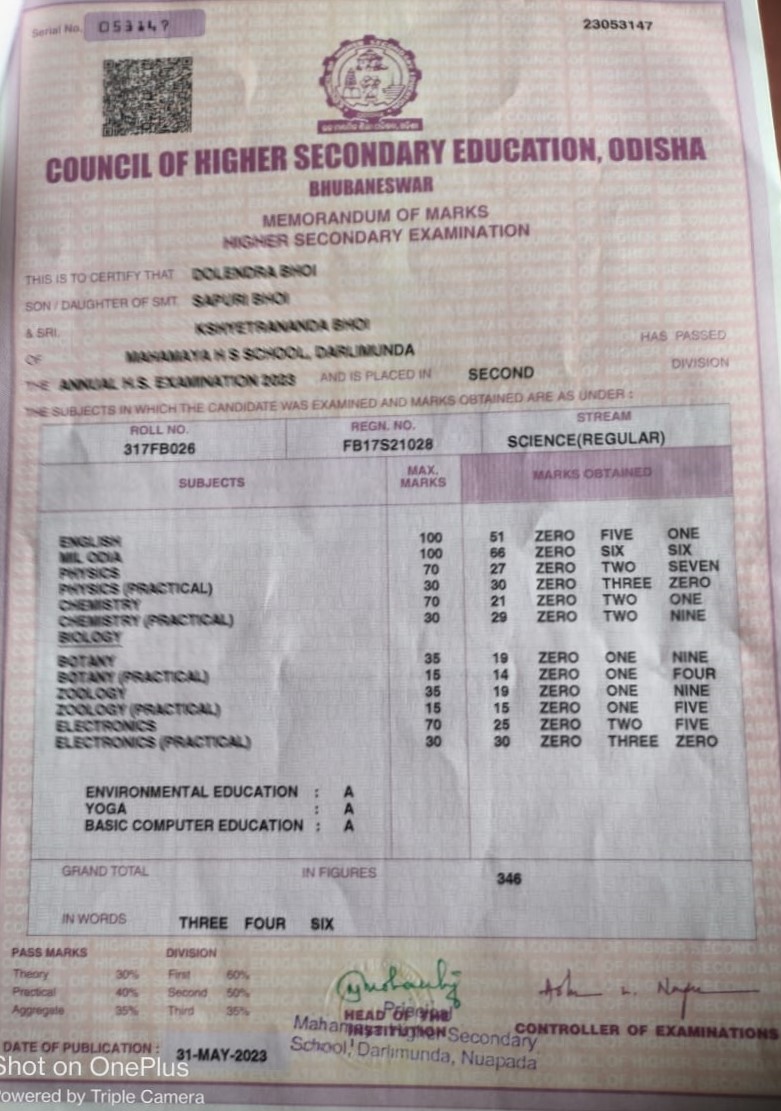 Serial No. 053147
23053147
COUNCIL OF HIGHER SECONDARY EDUCATION, ODISHA
BHUBANESWAR
MEMORANDUM OF MARKS
HIGHER SECONDARY EXAMINATION
THIS IS TO CERTIFY THAT DOLENDRA BHOI
SON / DAUGHTER OF SMT. SAPURI BHOI
& SRI. KSHYETRANANDA BHOI
OF MAHAMAYA H S SCHOOL, DARLIMUNDA HAS PASSED
THE ANNUAL H.S. EXAMINATION 2023 AND IS PLACED IN SECOND DIVISION
THE SUBJECTS IN WHICH THE CANDIDATE WAS EXAMINED AND MARKS OBTAINED ARE AS UNDER :
ROLL NO. REGN. NO. STREAM
317FB026 FB17S21028 SCIENCE(REGULAR)
SUBJECTS MAX. MARKS MARKS OBTAINED
ENGLISH 100 51 ZERO FIVE ONE
MIL ODIA 100 66 ZERO SIX SIX
PHYSICS 70 27 ZERO TWO SEVEN
PHYSICS (PRACTICAL) 30 30 ZERO THREE ZERO
CHEMISTRY 70 21 ZERO TWO ONE
CHEMISTRY (PRACTICAL) 30 29 ZERO TWO NINE
BIOLOGY
BOTANY 35 19 ZERO ONE NINE
BOTANY (PRACTICAL) 15 14 ZERO ONE FOUR
ZOOLOGY 35 19 ZERO ONE NINE
ZOOLOGY (PRACTICAL) 15 15 ZERO ONE FIVE
ELECTRONICS 70 25 ZERO TWO FIVE
ELECTRONICS (PRACTICAL) 30 30 ZERO THREE ZERO
ENVIRONMENTAL EDUCATION : A
YOGA : A
BASIC COMPUTER EDUCATION : A
GRAND TOTAL IN FIGURES 346
IN WORDS THREE FOUR SIX
PASS MARKS DIVISION
Theory 30% First 60%
Practical 40% Second 50%
Aggregate 35% Third 35%
HEAD OF THE INSTITUTION
Principal
Higher Secondary
School, Darlimunda, Nuapada
CONTROLLER OF EXAMINATIONS
DATE OF PUBLICATION : 31-MAY-2023
Shot on OnePlus
Powered by Triple Camera